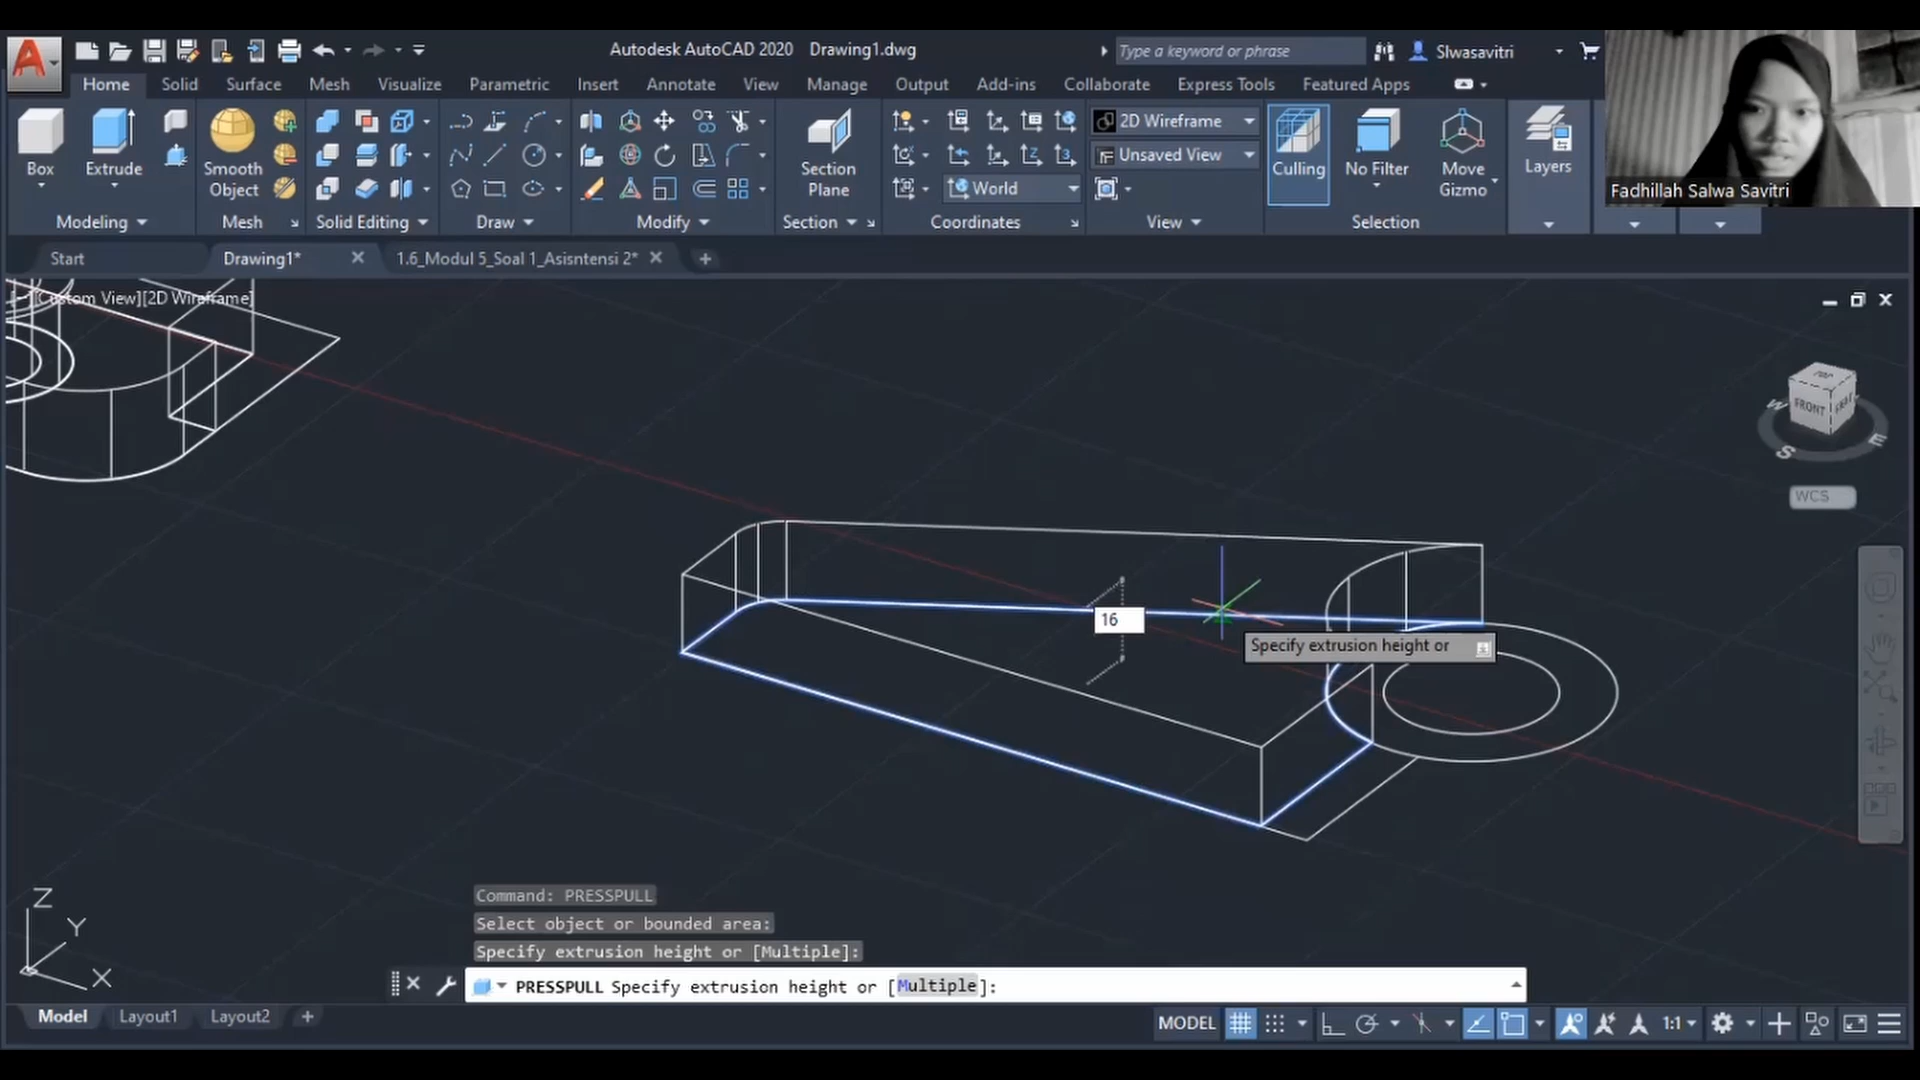 Autodesk AutoCAD 2020 Drawing1.dwg
Type a keyword or phrase
Slwasavitri
Home Solid Surface Mesh Visualize Parametric Insert Annotate View Manage Output Add-ins Collaborate Express Tools Featured Apps
Box
Extrude
Smooth
Object
Section
Plane
2D Wireframe
Unsaved View
World
Culling
No Filter
Move
Gizmo
Layers
Fadhillah Salwa Savitri
Modeling Mesh Solid Editing Draw Modify Section Coordinates View Selection
Start Drawing1* 1.6_Modul 5_Soal 1_Asisntensi 2*
Custom View][2D Wireframe]
TOP
FRONT
W
S
E
WCS
16
Specify extrusion height or
Z
Y
X
Command: PRESSPULL
Select object or bounded area:
Specify extrusion height or [Multiple]:
PRESSPULL Specify extrusion height or [Multiple]:
Model Layout1 Layout2
MODEL
1:1